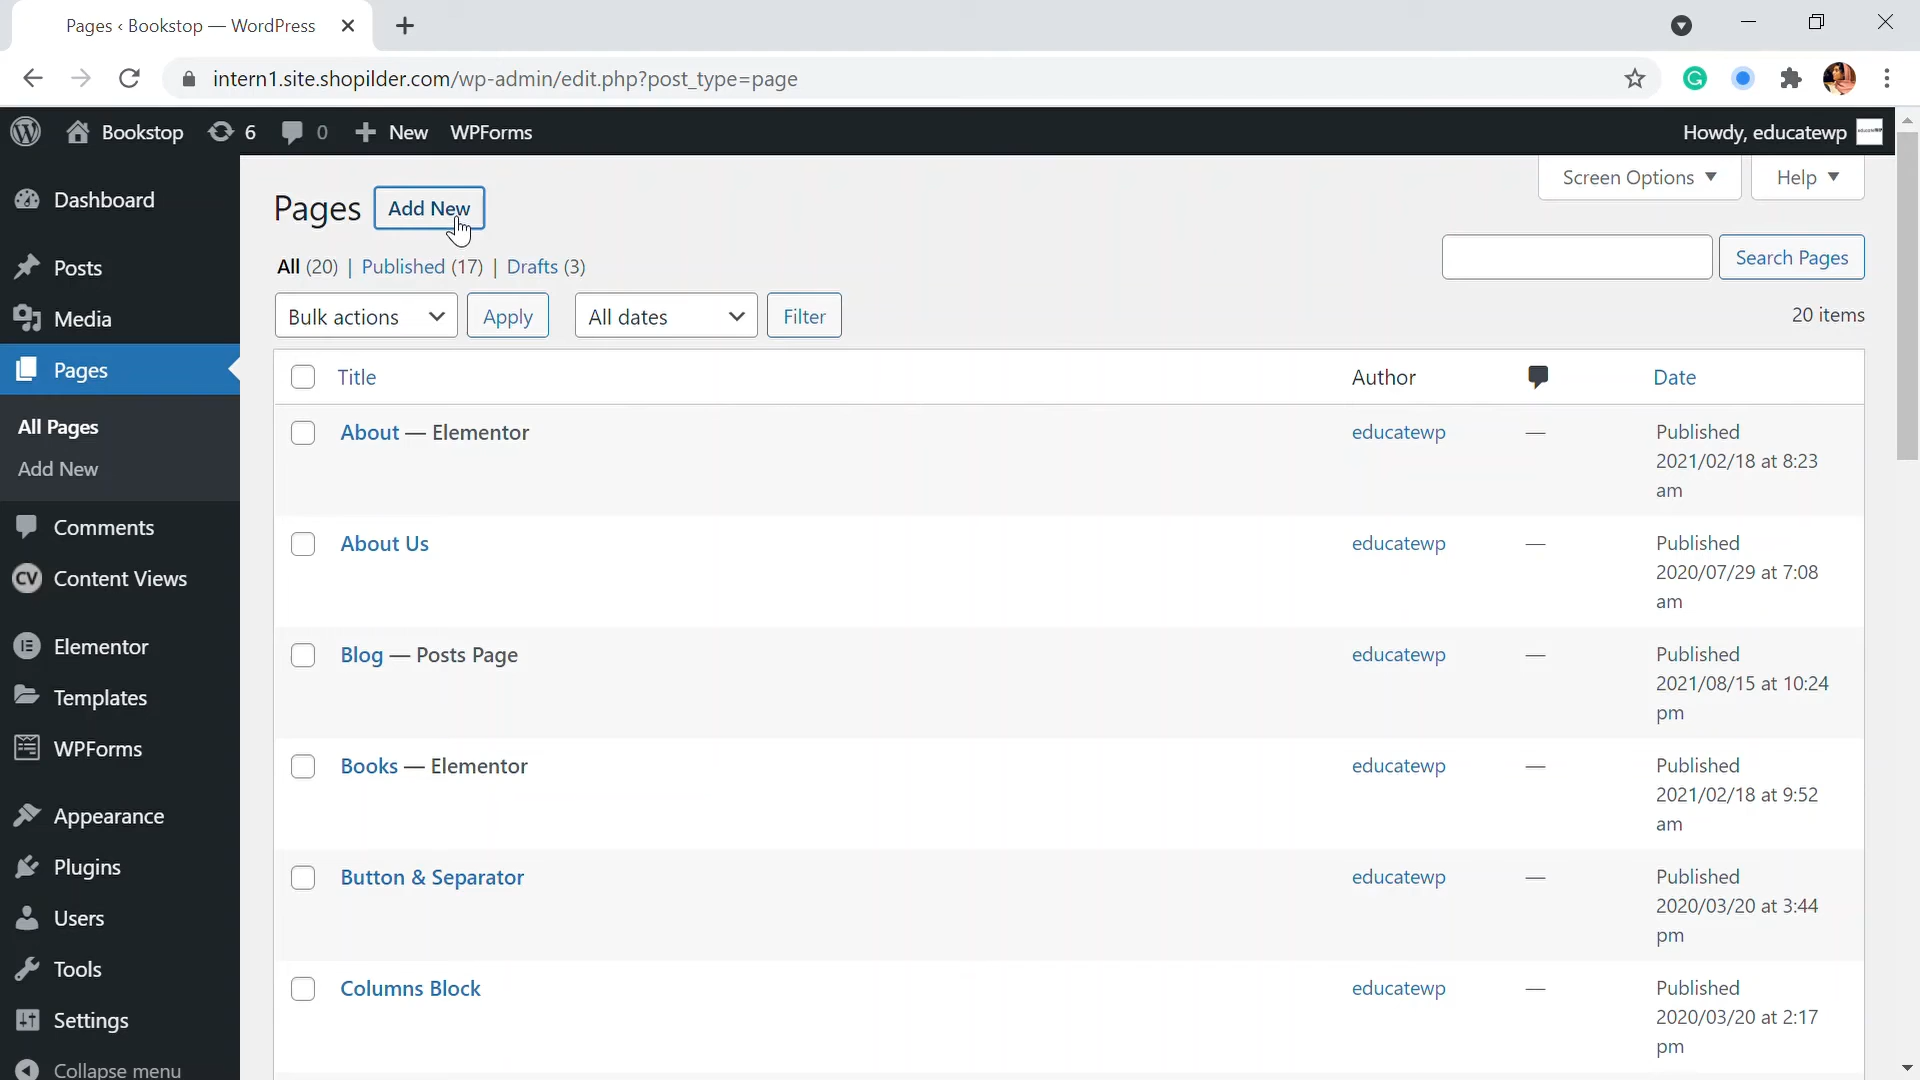 Pages ‹ Bookstop — WordPress
intern1.site.shopilder.com/wp-admin/edit.php?post_type=page
Bookstop 6 0 New WPForms Howdy, educatewp
Screen Options Help
Dashboard
Posts
Media
Pages
All Pages
Add New
Comments
Content Views
Elementor
Templates
WPForms
Appearance
Plugins
Users
Tools
Settings
Collapse menu
Pages Add New
All (20) | Published (17) | Drafts (3)
Search Pages
Bulk actions Apply All dates Filter
20 items
Title Author Date
About — Elementor educatewp — Published
2021/02/18 at 8:23
am
About Us educatewp — Published
2020/07/29 at 7:08
am
Blog — Posts Page educatewp — Published
2021/08/15 at 10:24
pm
Books — Elementor educatewp — Published
2021/02/18 at 9:52
am
Button & Separator educatewp — Published
2020/03/20 at 3:44
pm
Columns Block educatewp — Published
2020/03/20 at 2:17
pm